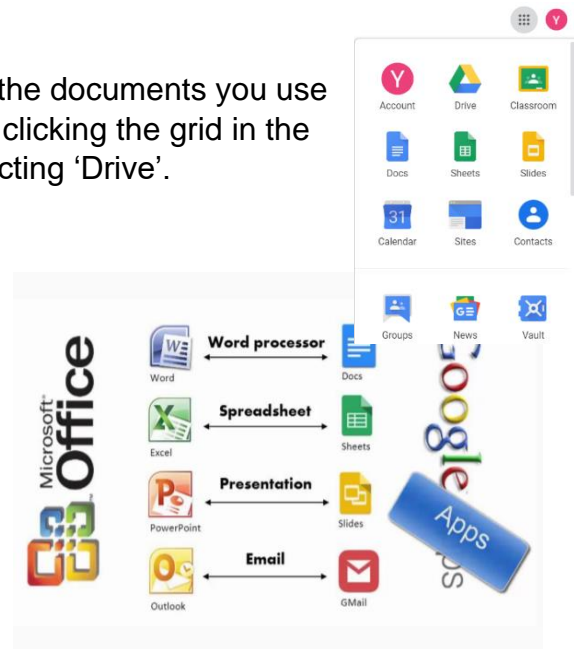 Y
the documents you use
clicking the grid in the
cting ‘Drive’.
Y
Account Drive Classroom
Docs Sheets Slides
31
Calendar Sites Contacts
GE
Groups News Vault
Microsoft®
Office
W
Word processor
Word Docs
X
Spreadsheet
Excel Sheets
P
Presentation
PowerPoint Slides
O
Email
Outlook GMail
Google
Apps